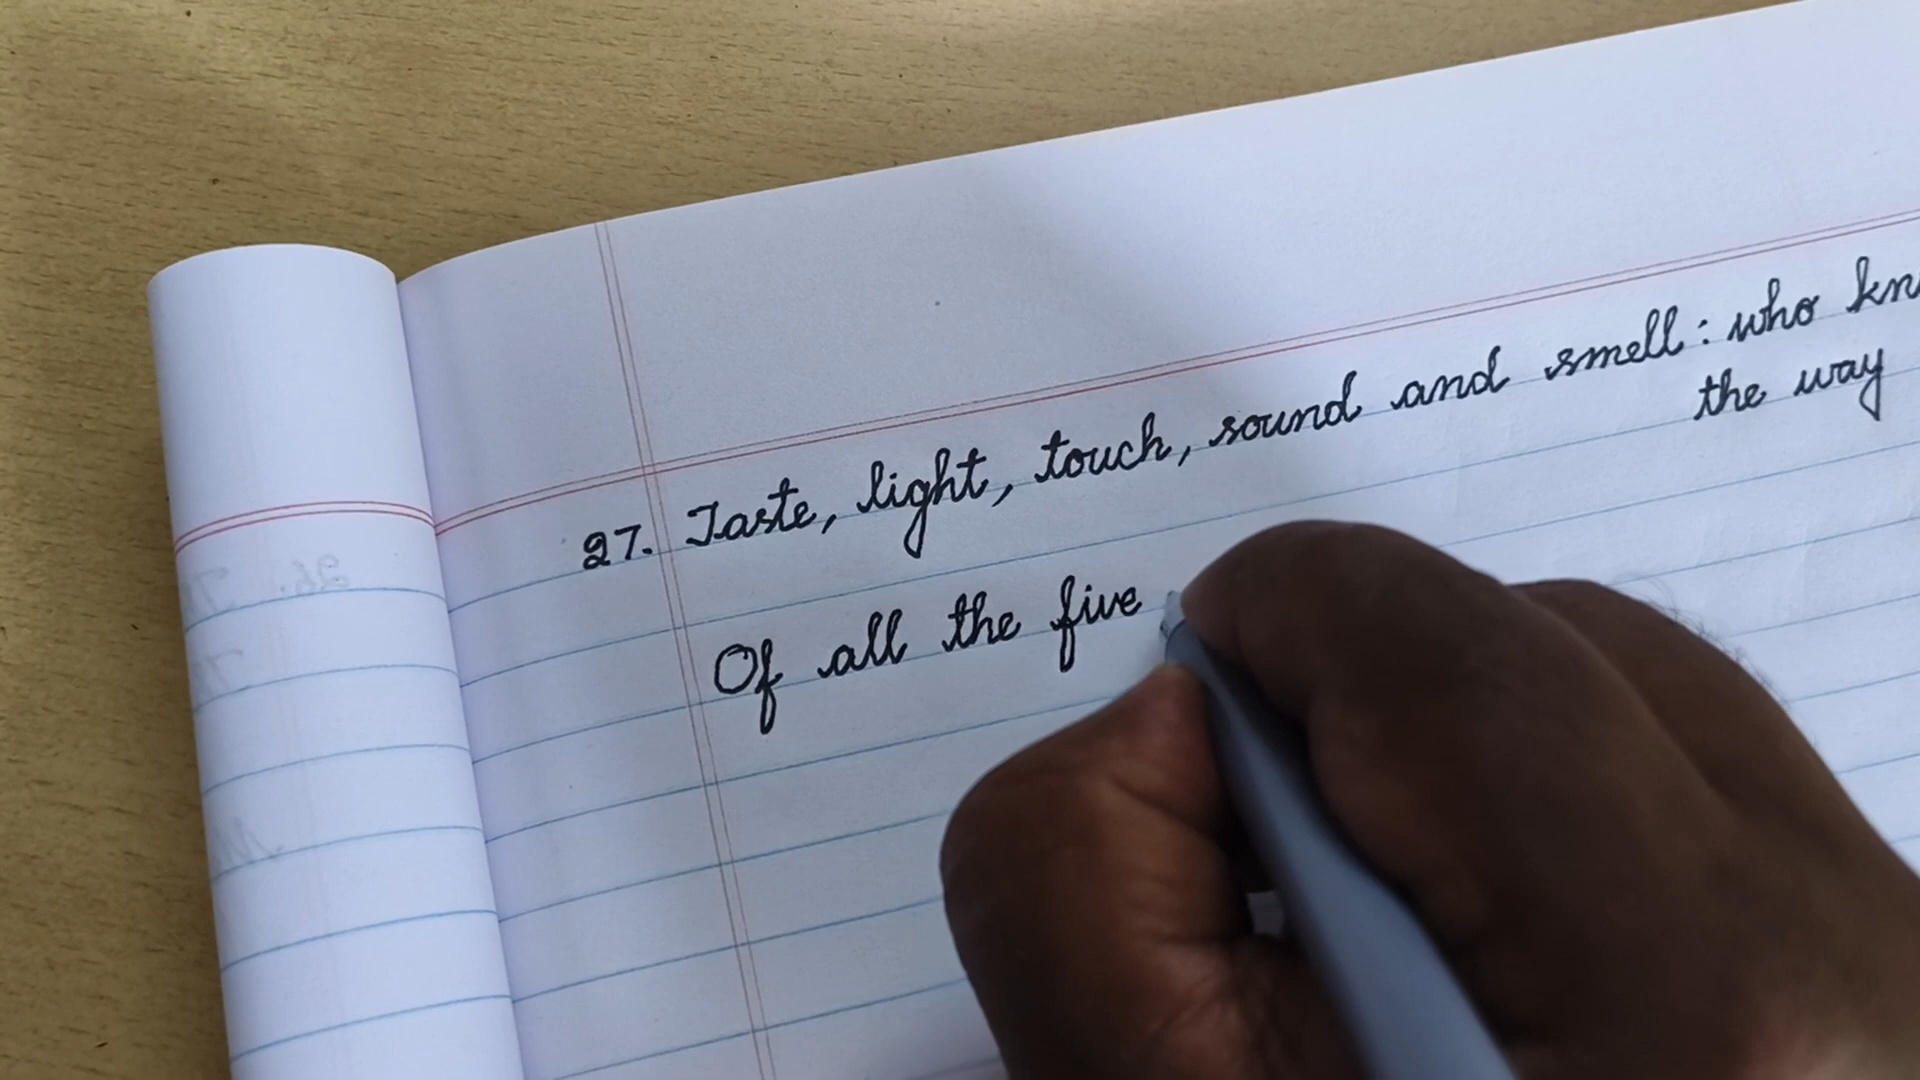 27. Taste, light, touch, sound and smell: who
the way
Of all the five